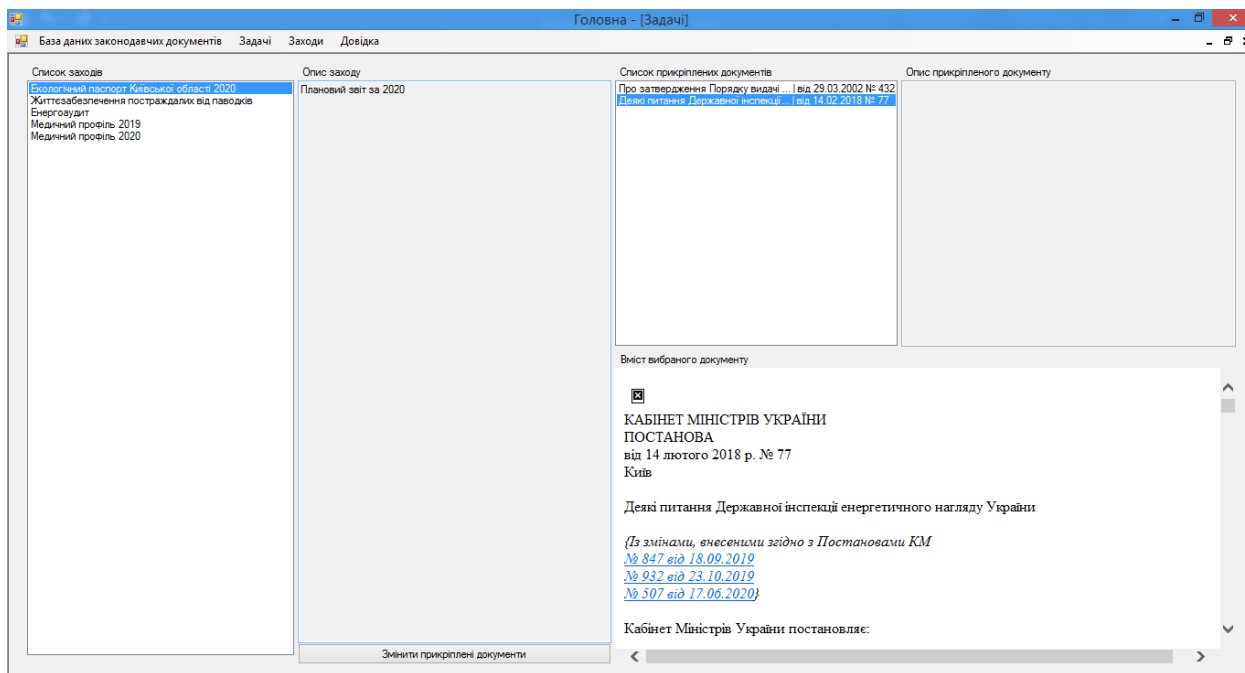 Головна - [Задачі]
База даних законодавчих документів Задачі Заходи Довідка
Список заходів
Екологічний паспорт Київської області 2020
Життєзабезпечення постраждалих від паводків
Енергоаудит
Медичний профіль 2019
Медичний профіль 2020
Опис заходу
Плановий звіт за 2020
Змінити прикріплені документи
Список прикріплених документів
Про затвердження Порядку видачі ... | від 29.03.2002 № 432
Деякі питання Державної інспекції... | від 14.02.2018 № 77
Опис прикріпленого документу
Вміст вибраного документу
КАБІНЕТ МІНІСТРІВ УКРАЇНИ
ПОСТАНОВА
від 14 лютого 2018 р. № 77
Київ
Деякі питання Державної інспекції енергетичного нагляду України
{Із змінами, внесеними згідно з Постановами КМ
№ 847 від 18.09.2019
№ 932 від 23.10.2019
№ 507 від 17.06.2020}
Кабінет Міністрів України постановляє: